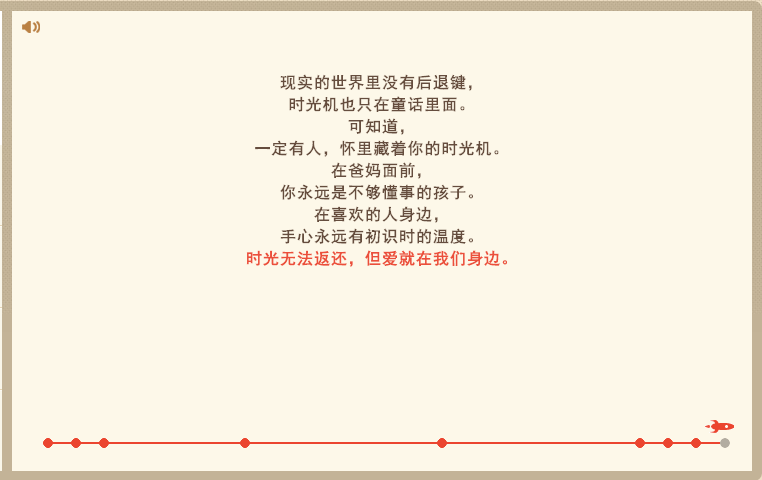 现实的世界里没有后退键，
时光机也只在童话里面。
可知道，
一定有人，怀里藏着你的时光机。
在爸妈面前，
你永远是不够懂事的孩子。
在喜欢的人身边，
手心永远有初识时的温度。
时光无法返还，但爱就在我们身边。